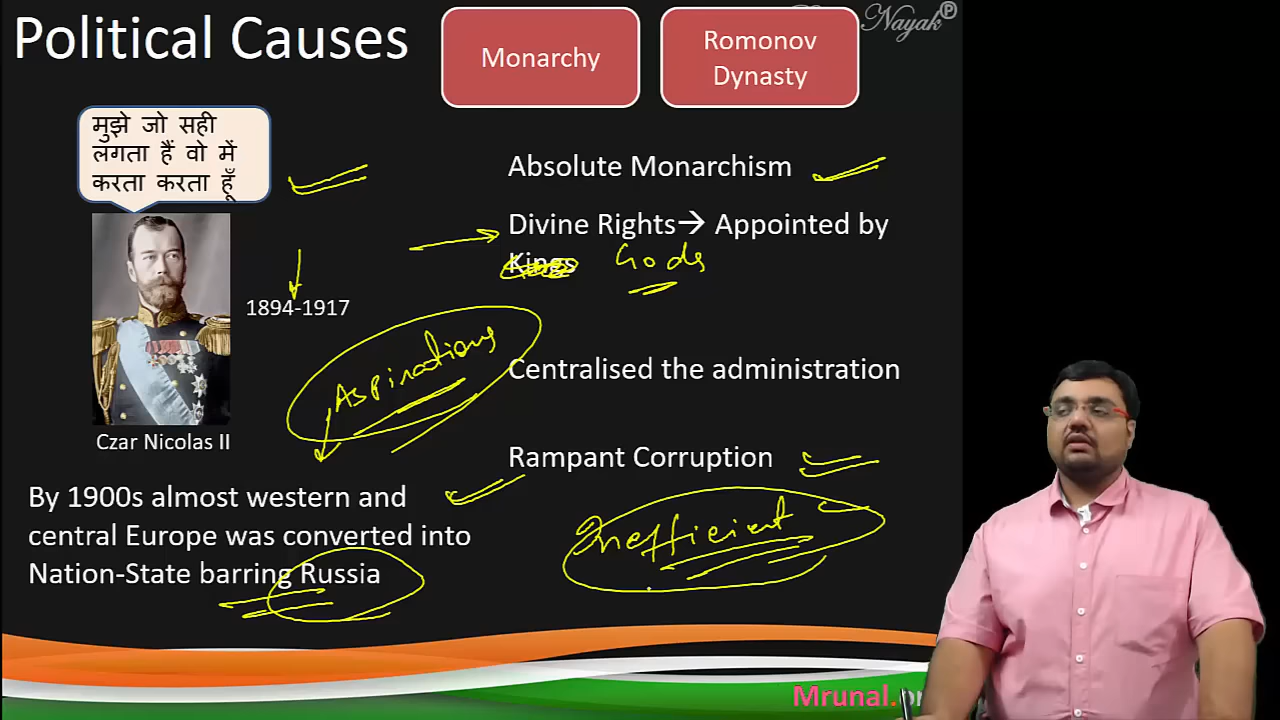 Political Causes
Monarchy
Romonov
Dynasty
Nayak
मुझे जो सही
लगता हैं वो में
करता करता हूँ
Absolute Monarchism
Divine Rights→ Appointed by
Kings Gods
1894-1917
Aspirations
Centralised the administration
Czar Nicolas II
Rampant Corruption
By 1900s almost western and
central Europe was converted into
Nation-State barring Russia
Inefficient
Mrunal.or